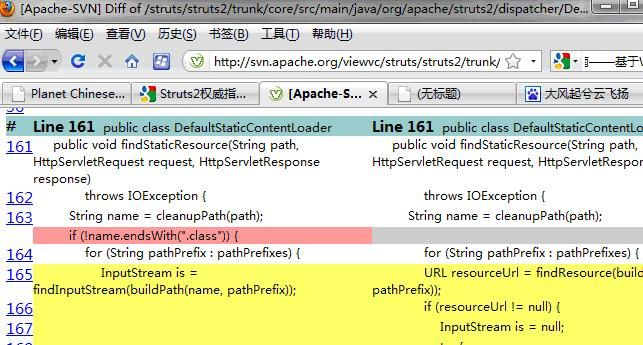 [Apache-SVN] Diff of /struts/struts2/trunk/core/src/main/java/org/apache/struts2/dispatcher/De...
文件(F) 编辑(E) 查看(V) 历史(S) 书签(B) 工具(T) 帮助(H)
http://svn.apache.org/viewvc/struts/struts2/trunk/ 百——基于W
Planet Chinese... Struts2权威指... [Apache-S... (无标题) 大风起兮云飞扬
# Line 161 public class DefaultStaticContentLoader Line 161 public class DefaultStaticContentLo
161 public void findStaticResource(String path, public void findStaticResource(String path,
HttpServletRequest request, HttpServletResponse HttpServletRequest request, HttpServletRes
response)
162 throws IOException { throws IOException {
163 String name = cleanupPath(path); String name = cleanupPath(path);
if (!name.endsWith(".class")) {
164 for (String pathPrefix : pathPrefixes) { for (String pathPrefix : pathPrefixes) {
165 InputStream is = URL resourceUrl = findResource(buil
findInputStream(buildPath(name, pathPrefix)); pathPrefix));
166 if (resourceUrl != null) {
167 InputStream is = null;
168